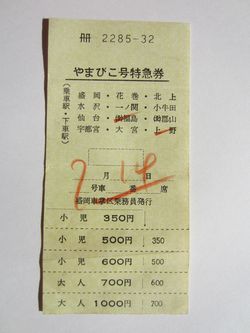 冊 2285-32
やまびこ号特急券
(乗車駅・下車駅)
盛岡・花巻・北上
水沢・一ノ関・小牛田
仙台・福島・郡山
宇都宮・大宮・上野
7 14
月 日
号車 番 席
盛岡車掌区乗務員発行
小児 350円
小児 500円 350
小児 600円 500
大人 700円 600
大人 1000円 700